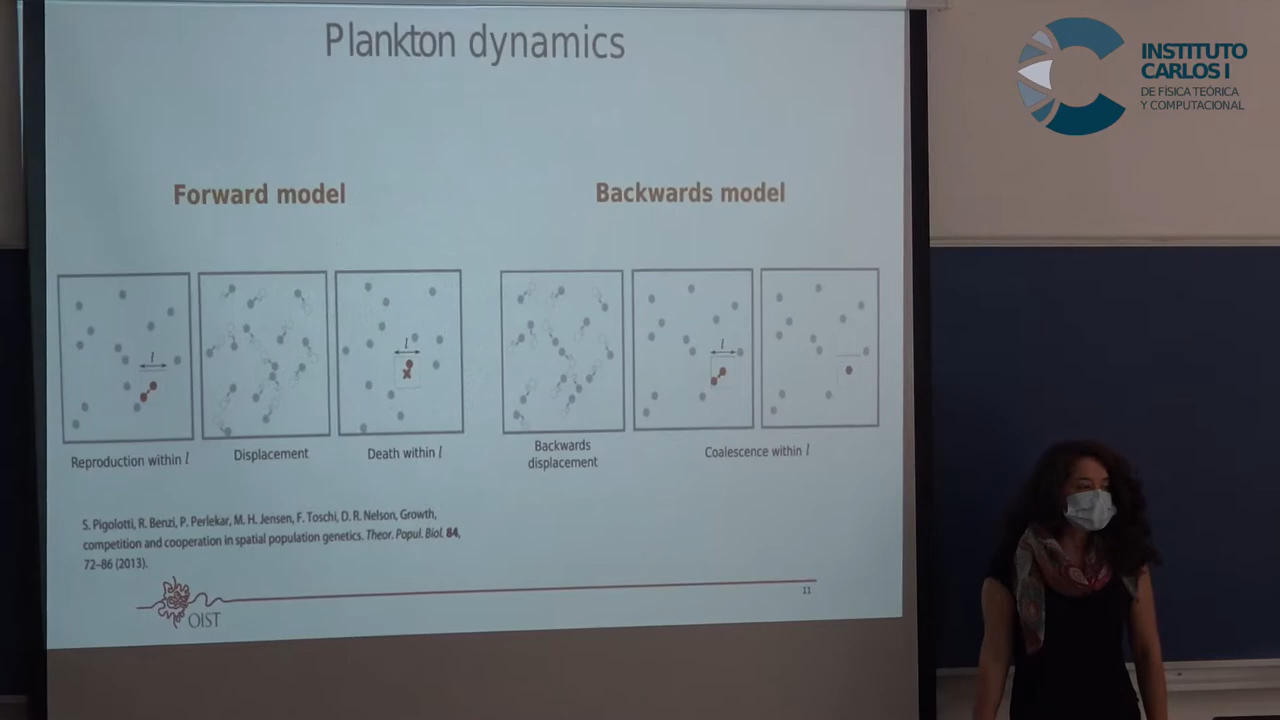 Plankton dynamics
INSTITUTO
CARLOS I
DE FÍSICA TEÓRICA
Y COMPUTACIONAL
Forward model
Backwards model
l
l
l
Reproduction within l
Displacement
Death within l
Backwards
displacement
Coalescence within l
S. Pigolotti, R. Benzi, P. Perlekar, M. H. Jensen, F. Toschi, D. R. Nelson, Growth,
competition and cooperation in spatial population genetics. Theor. Popul. Biol. 84,
72–86 (2013).
OIST
11